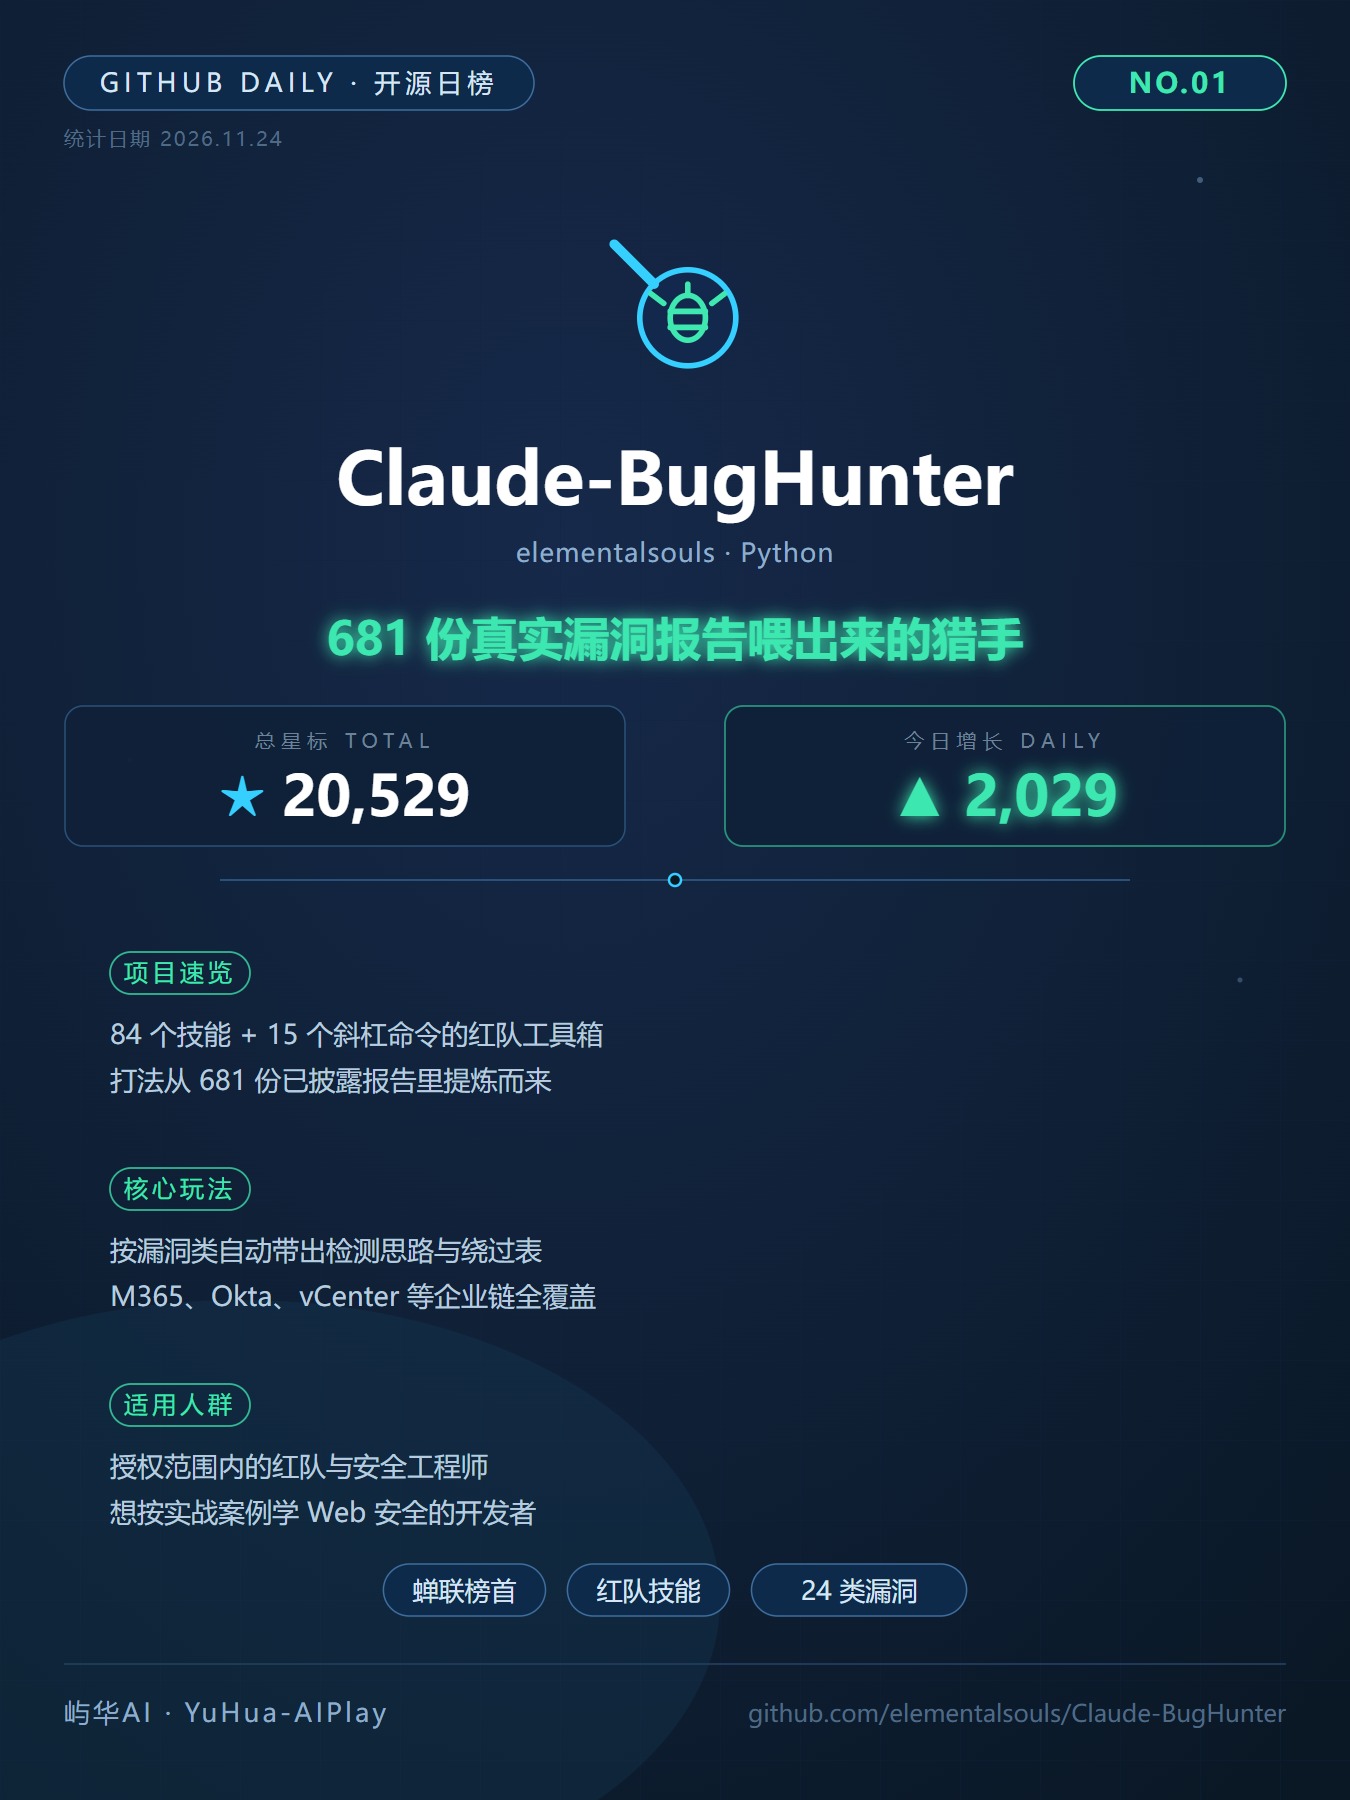 GITHUB DAILY · 开源日榜
NO.01
统计日期 2026.11.24
Claude-BugHunter
elementalsouls · Python
681 份真实漏洞报告喂出来的猎手
总星标 TOTAL
★ 20,529
今日增长 DAILY
▲ 2,029
项目速览
84 个技能 + 15 个斜杠命令的红队工具箱
打法从 681 份已披露报告里提炼而来
核心玩法
按漏洞类自动带出检测思路与绕过表
M365、Okta、vCenter 等企业链全覆盖
适用人群
授权范围内的红队与安全工程师
想按实战案例学 Web 安全的开发者
蝉联榜首
红队技能
24 类漏洞
屿华AI · YuHua-AIPlay
github.com/elementalsouls/Claude-BugHunter